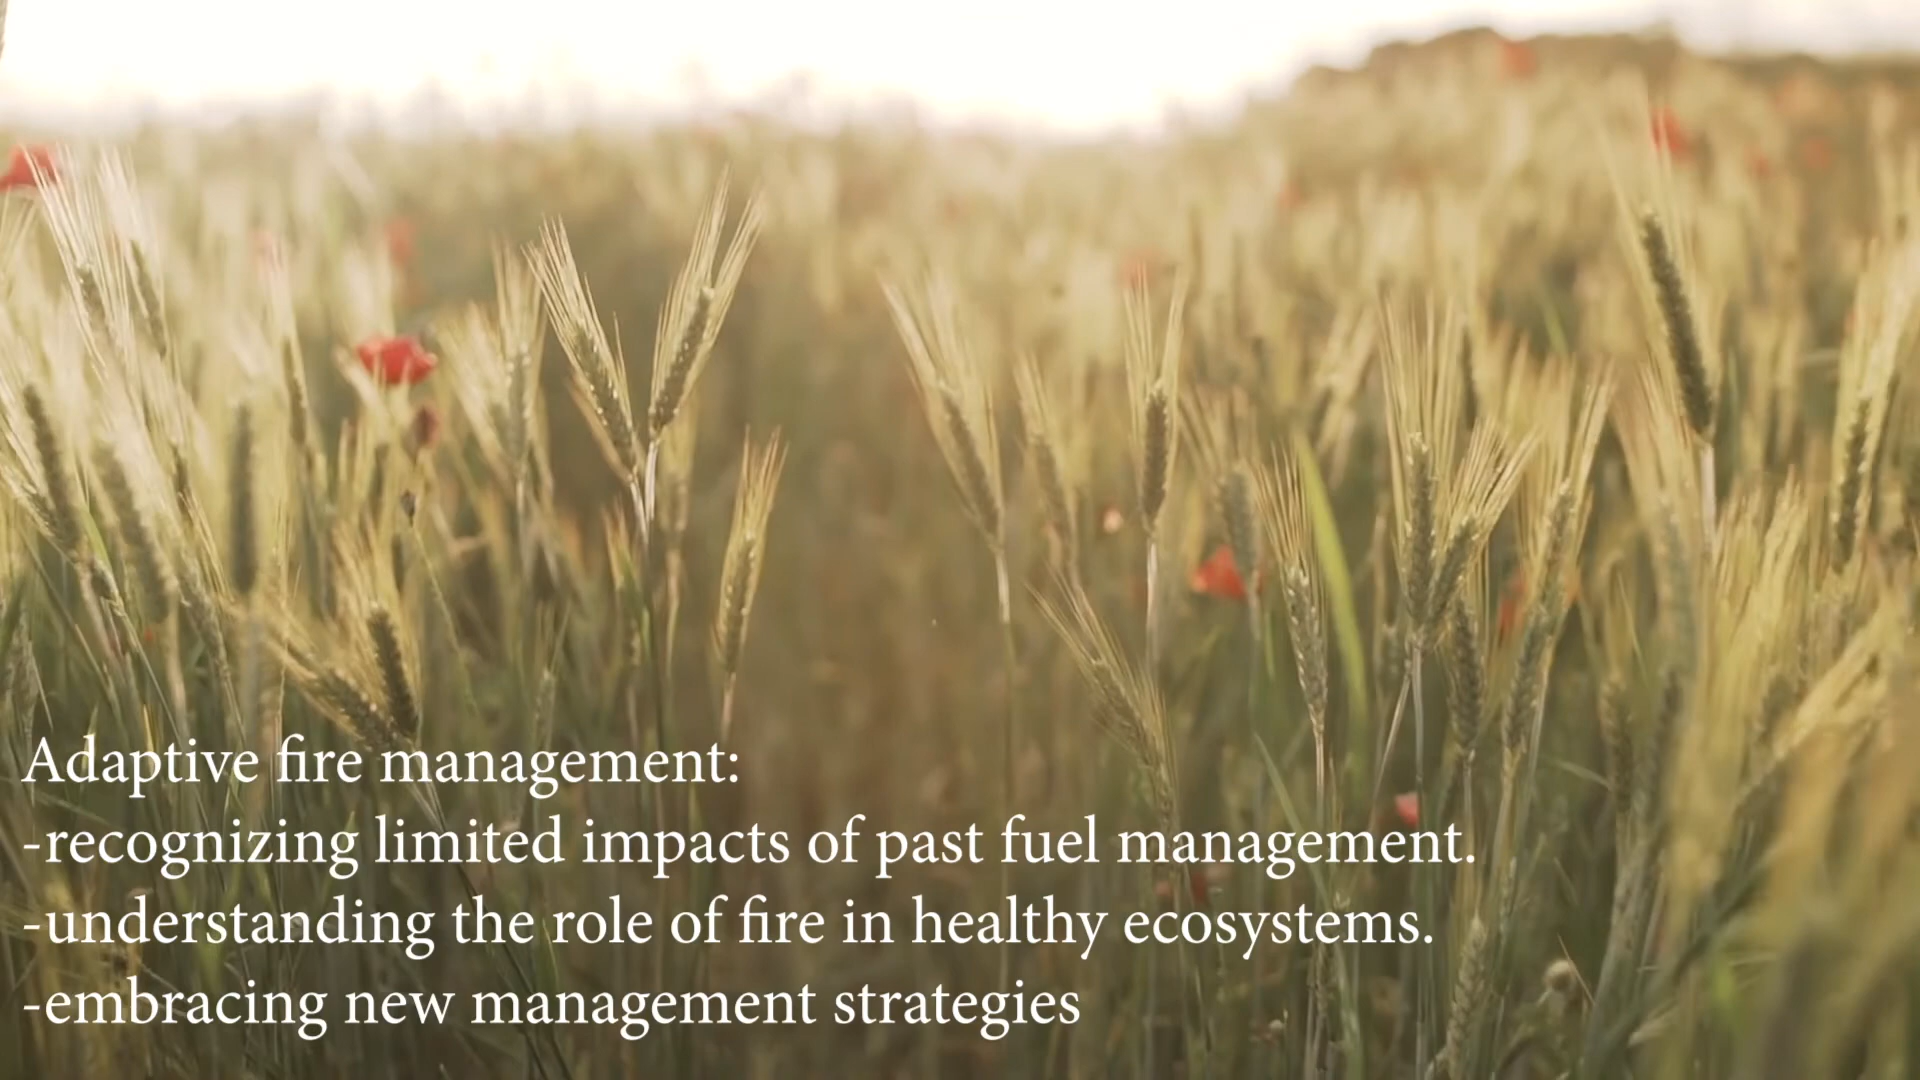 Adaptive fire management:
-recognizing limited impacts of past fuel management.
-understanding the role of fire in healthy ecosystems.
-embracing new management strategies